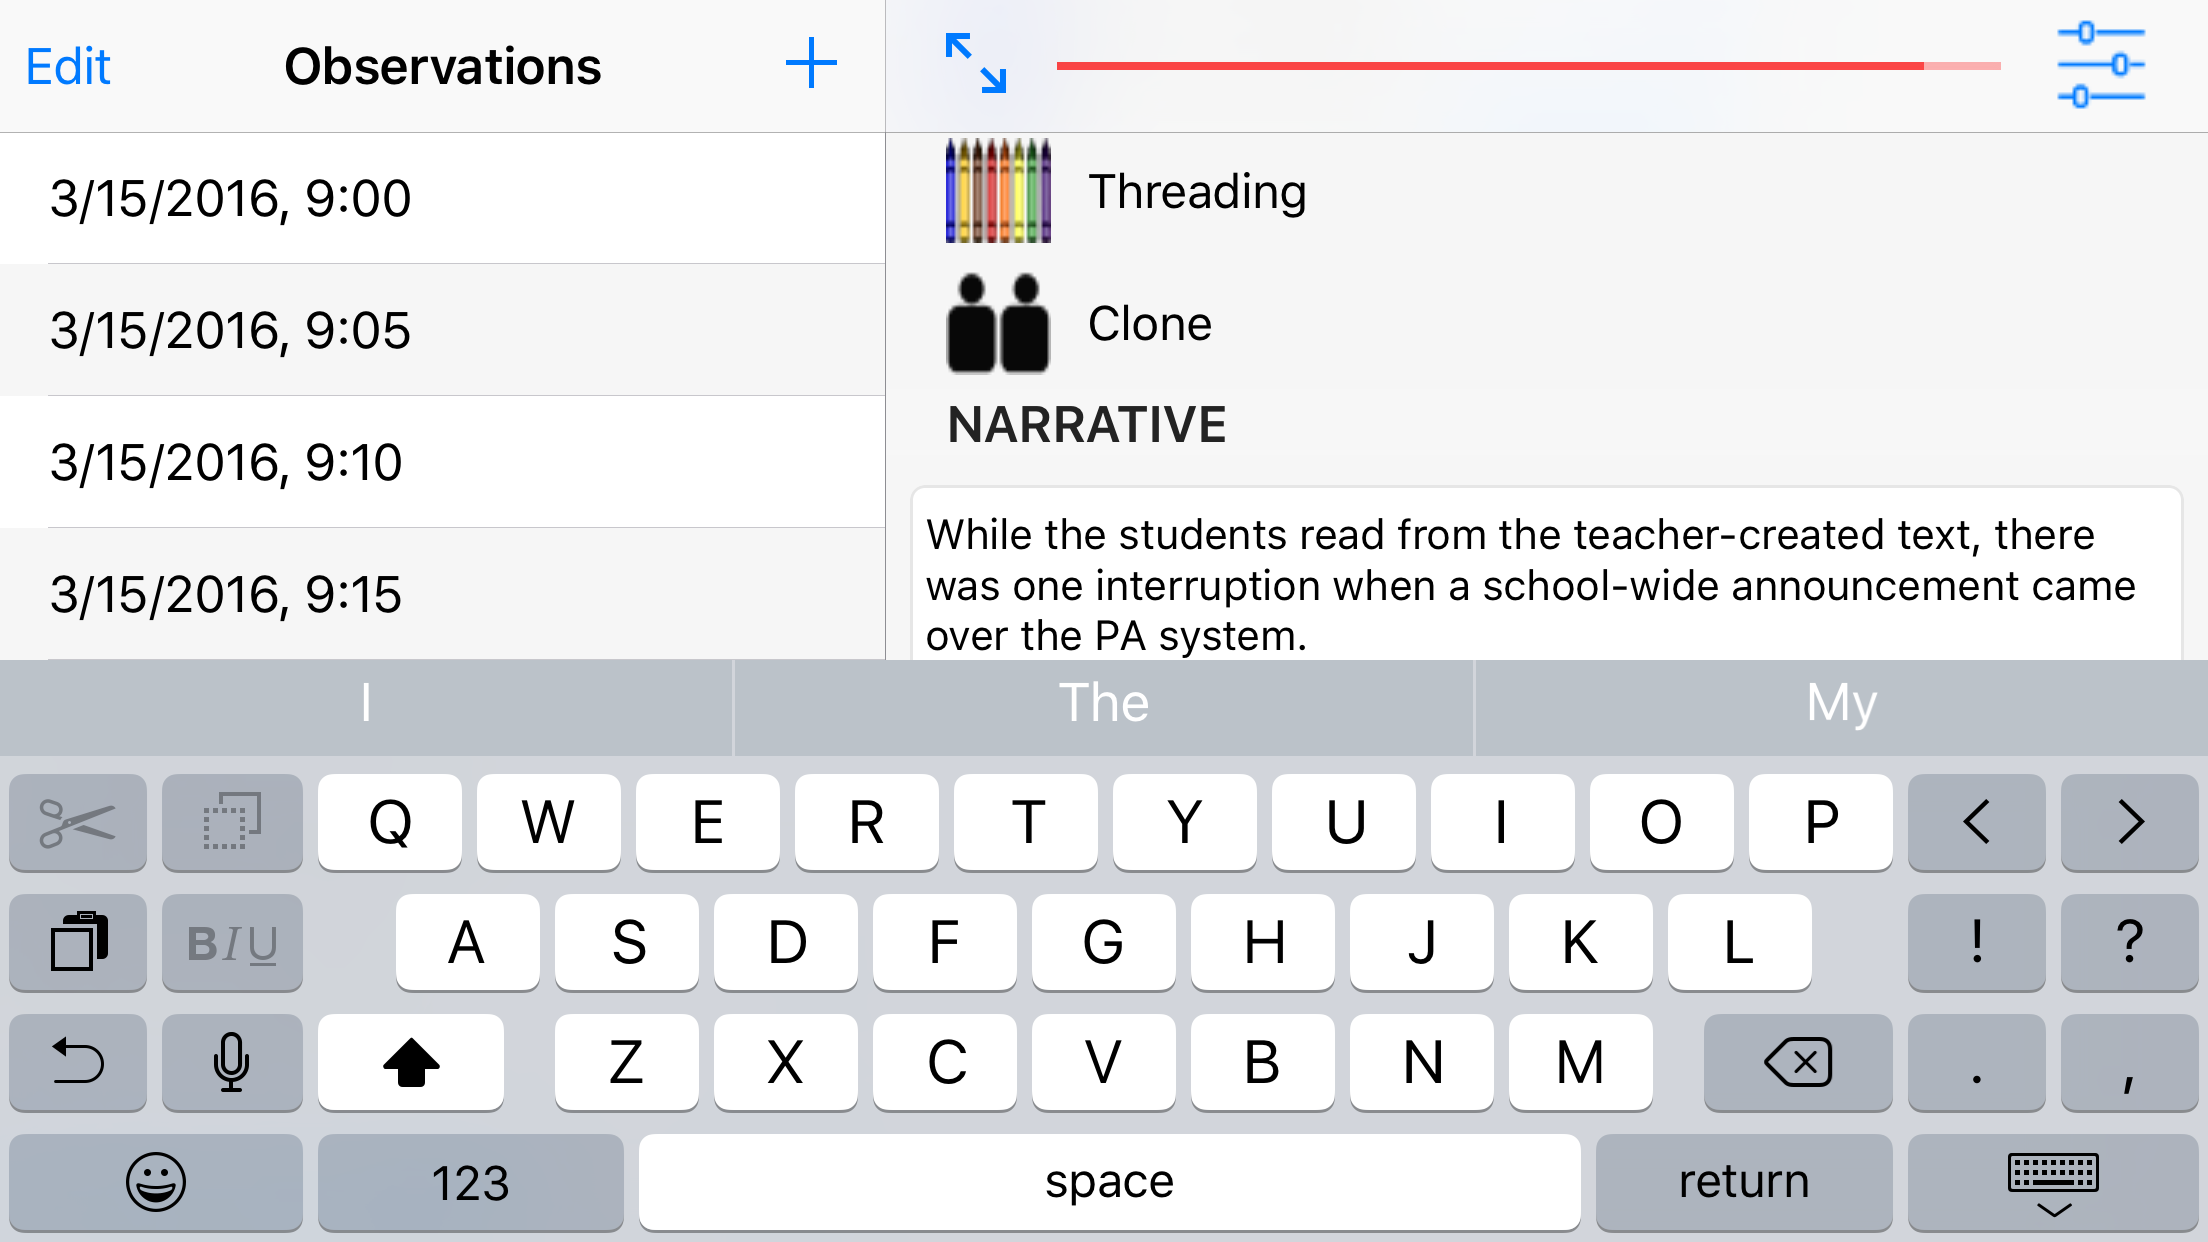 Edit
Observations
3/15/2016, 9:00
3/15/2016, 9:05
3/15/2016, 9:10
3/15/2016, 9:15
Threading
Clone
NARRATIVE
While the students read from the teacher-created text, there
was one interruption when a school-wide announcement came
over the PA system.
I The My
Q W E R T Y U I O P < >
B I U A S D F G H J K L ! ?
Z X C V B N M . ,
123 space return